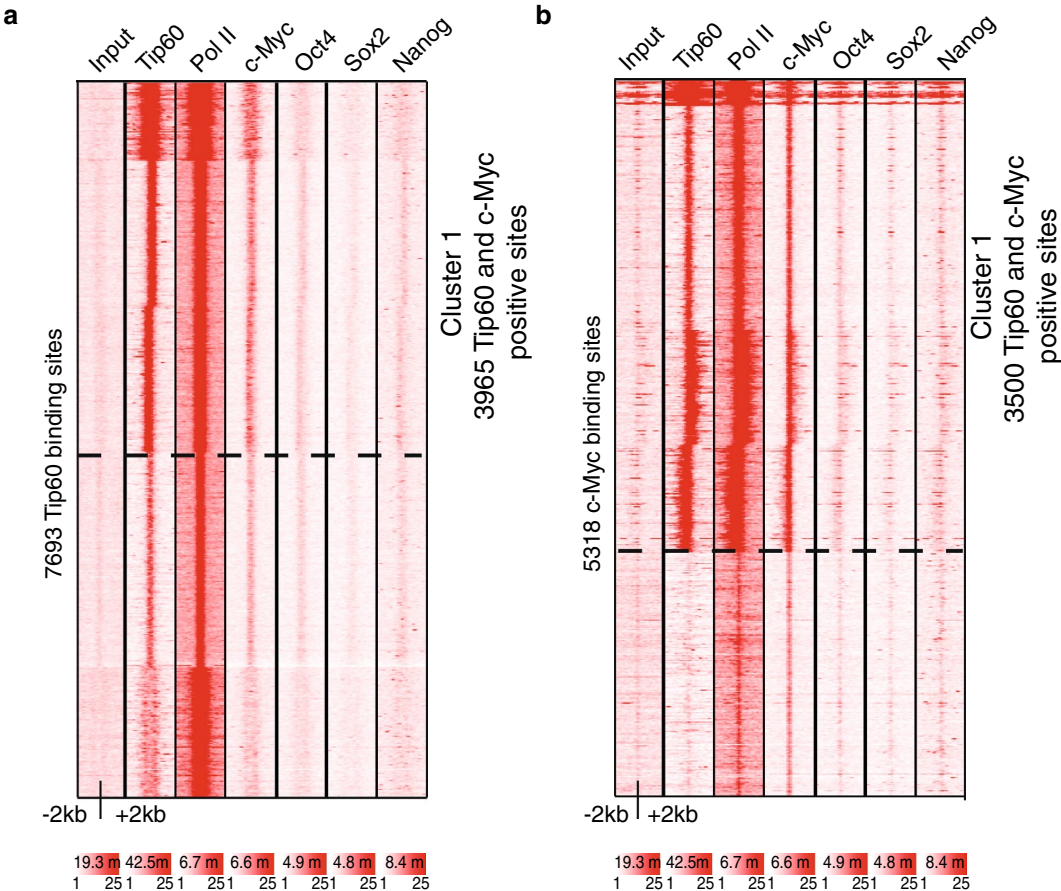 a
Input Tip60 Pol II c-Myc Oct4 Sox2 Nanog
7693 Tip60 binding sites
Cluster 1
3965 Tip60 and c-Myc
positive sites
-2kb +2kb
19.3 m 42.5m 6.7 m 6.6 m 4.9 m 4.8 m 8.4 m
1 25 1 25 1 25 1 25 1 25 1 25 1 25
b
Input Tip60 Pol II c-Myc Oct4 Sox2 Nanog
5318 c-Myc binding sites
Cluster 1
3500 Tip60 and c-Myc
positive sites
-2kb +2kb
19.3 m 42.5m 6.7 m 6.6 m 4.9 m 4.8 m 8.4 m
1 25 1 25 1 25 1 25 1 25 1 25 1 25